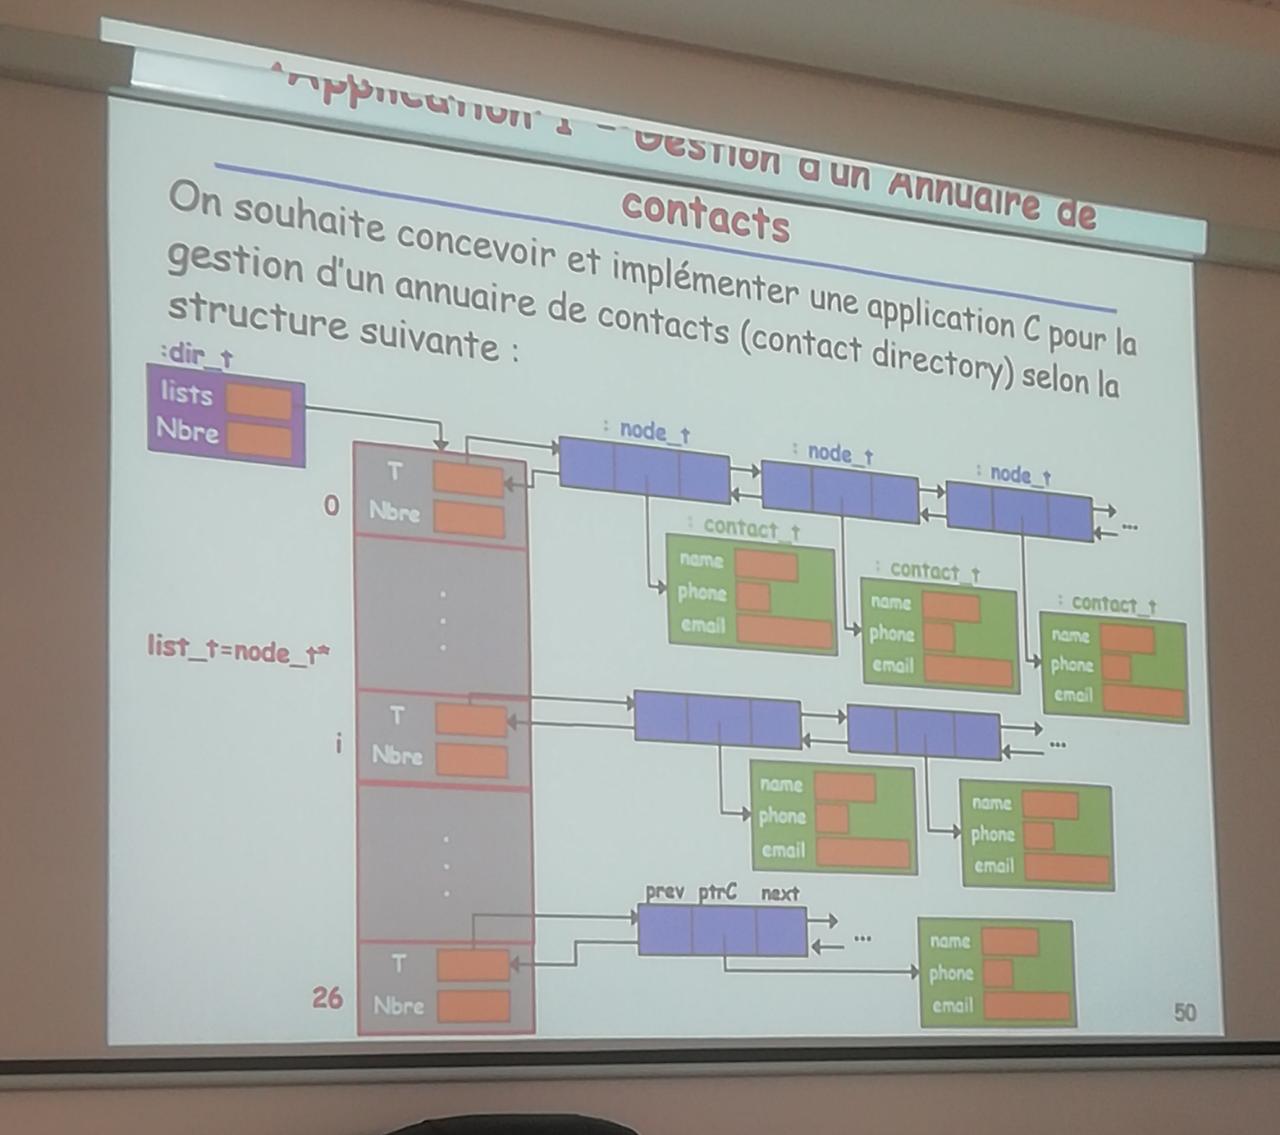 Application 1 - Gestion d'un Annuaire de
contacts
On souhaite concevoir et implémenter une application C pour la
gestion d'un annuaire de contacts (contact directory) selon la
structure suivante :
:dir_t
lists
Nbre
: node_t
: node_t
: node_t
0
T
Nbre
: contact_t
name
phone
email
: contact_t
name
phone
email
: contact_t
name
phone
email
...
list_t=node_t*
i
T
Nbre
...
name
phone
email
name
phone
email
prev ptrC next
...
26
T
Nbre
name
phone
email
50